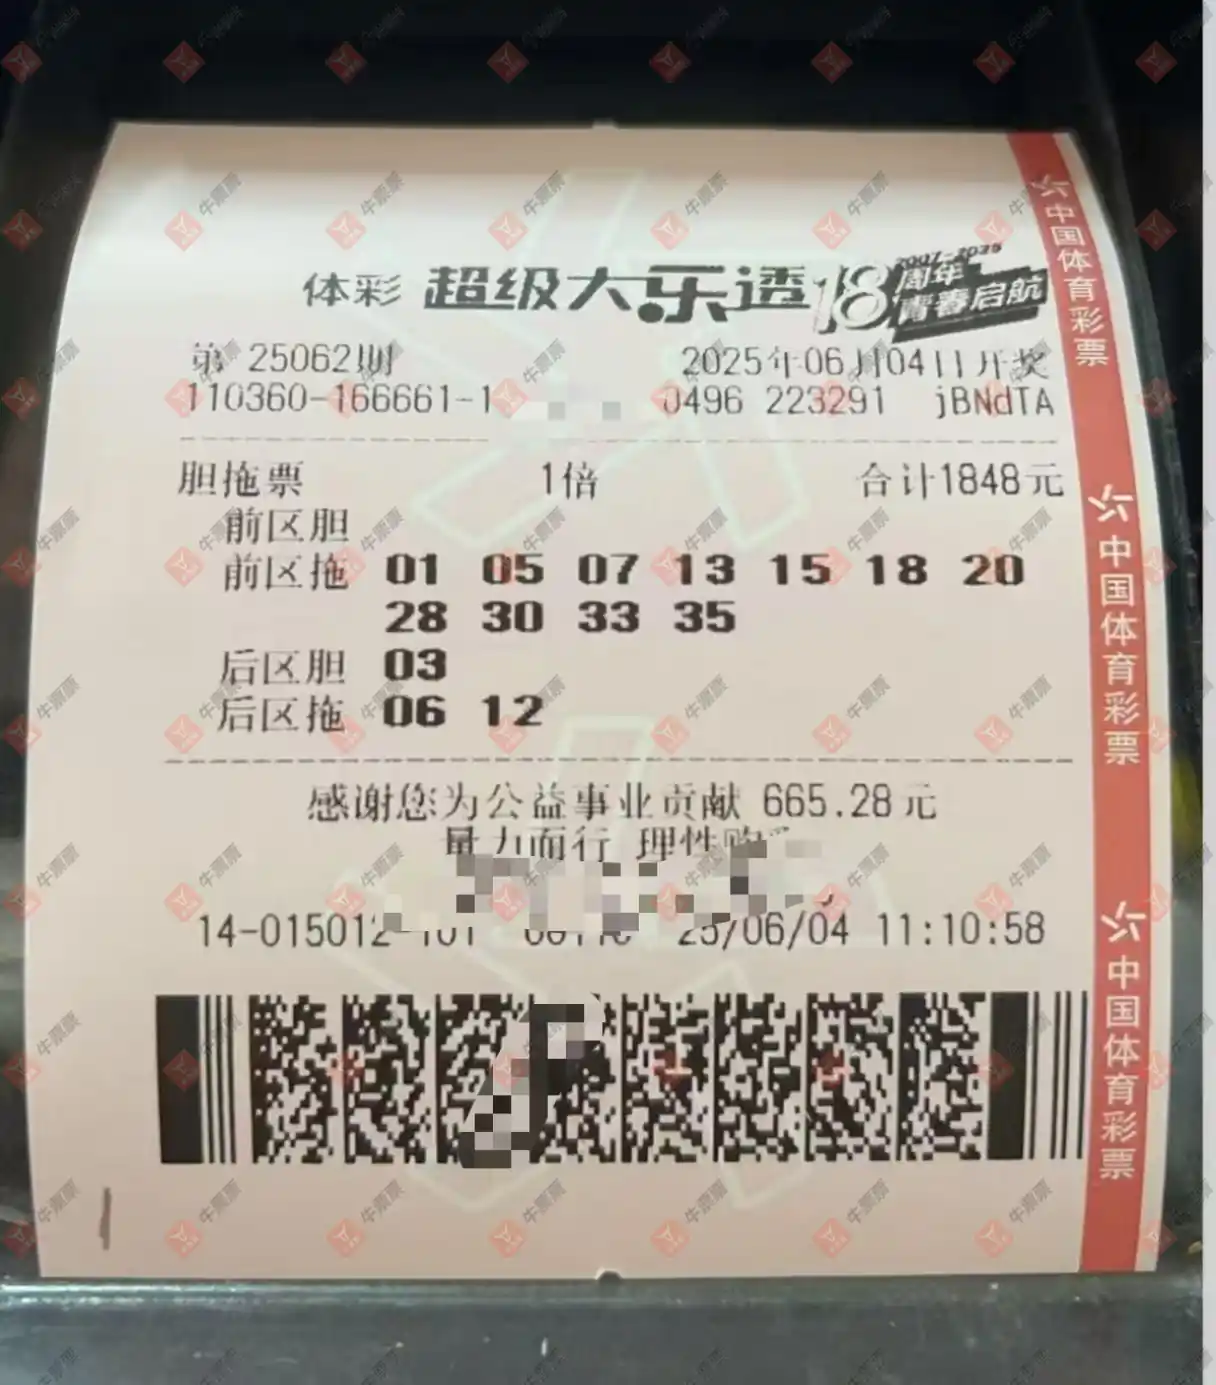 体彩 超级大乐透 18周年 青春启航 2007-2025
第 25062期 2025年06月04日开奖
110360-166661-1 0496 223291 jBNdTA
胆拖票 1倍 合计1848元
前区胆
前区拖 01 05 07 13 15 18 20
28 30 33 35
后区胆 03
后区拖 06 12
感谢您为公益事业贡献 665.28元
量力而行 理性购
14-015012-101 25/06/04 11:10:58
中国体育彩票
中国体育彩票
中国体育彩票
牛票票